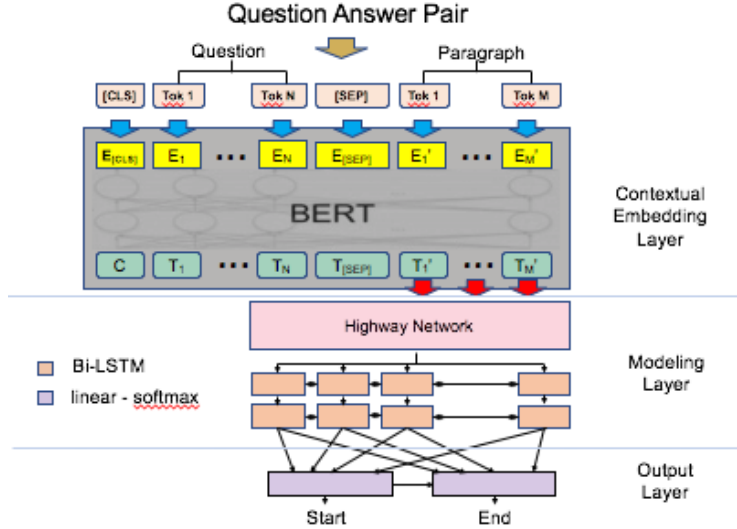 Question Answer Pair
Question
Paragraph
[CLS] Tok 1 Tok N [SEP] Tok 1 Tok M
E[CLS] E1 ••• EN E[SEP] E1' ••• EM'
BERT
Contextual
Embedding
Layer
C T1 ••• TN T[SEP] T1' ••• TM'
Highway Network
Bi-LSTM
linear - softmax
Modeling
Layer
Output
Layer
Start
End